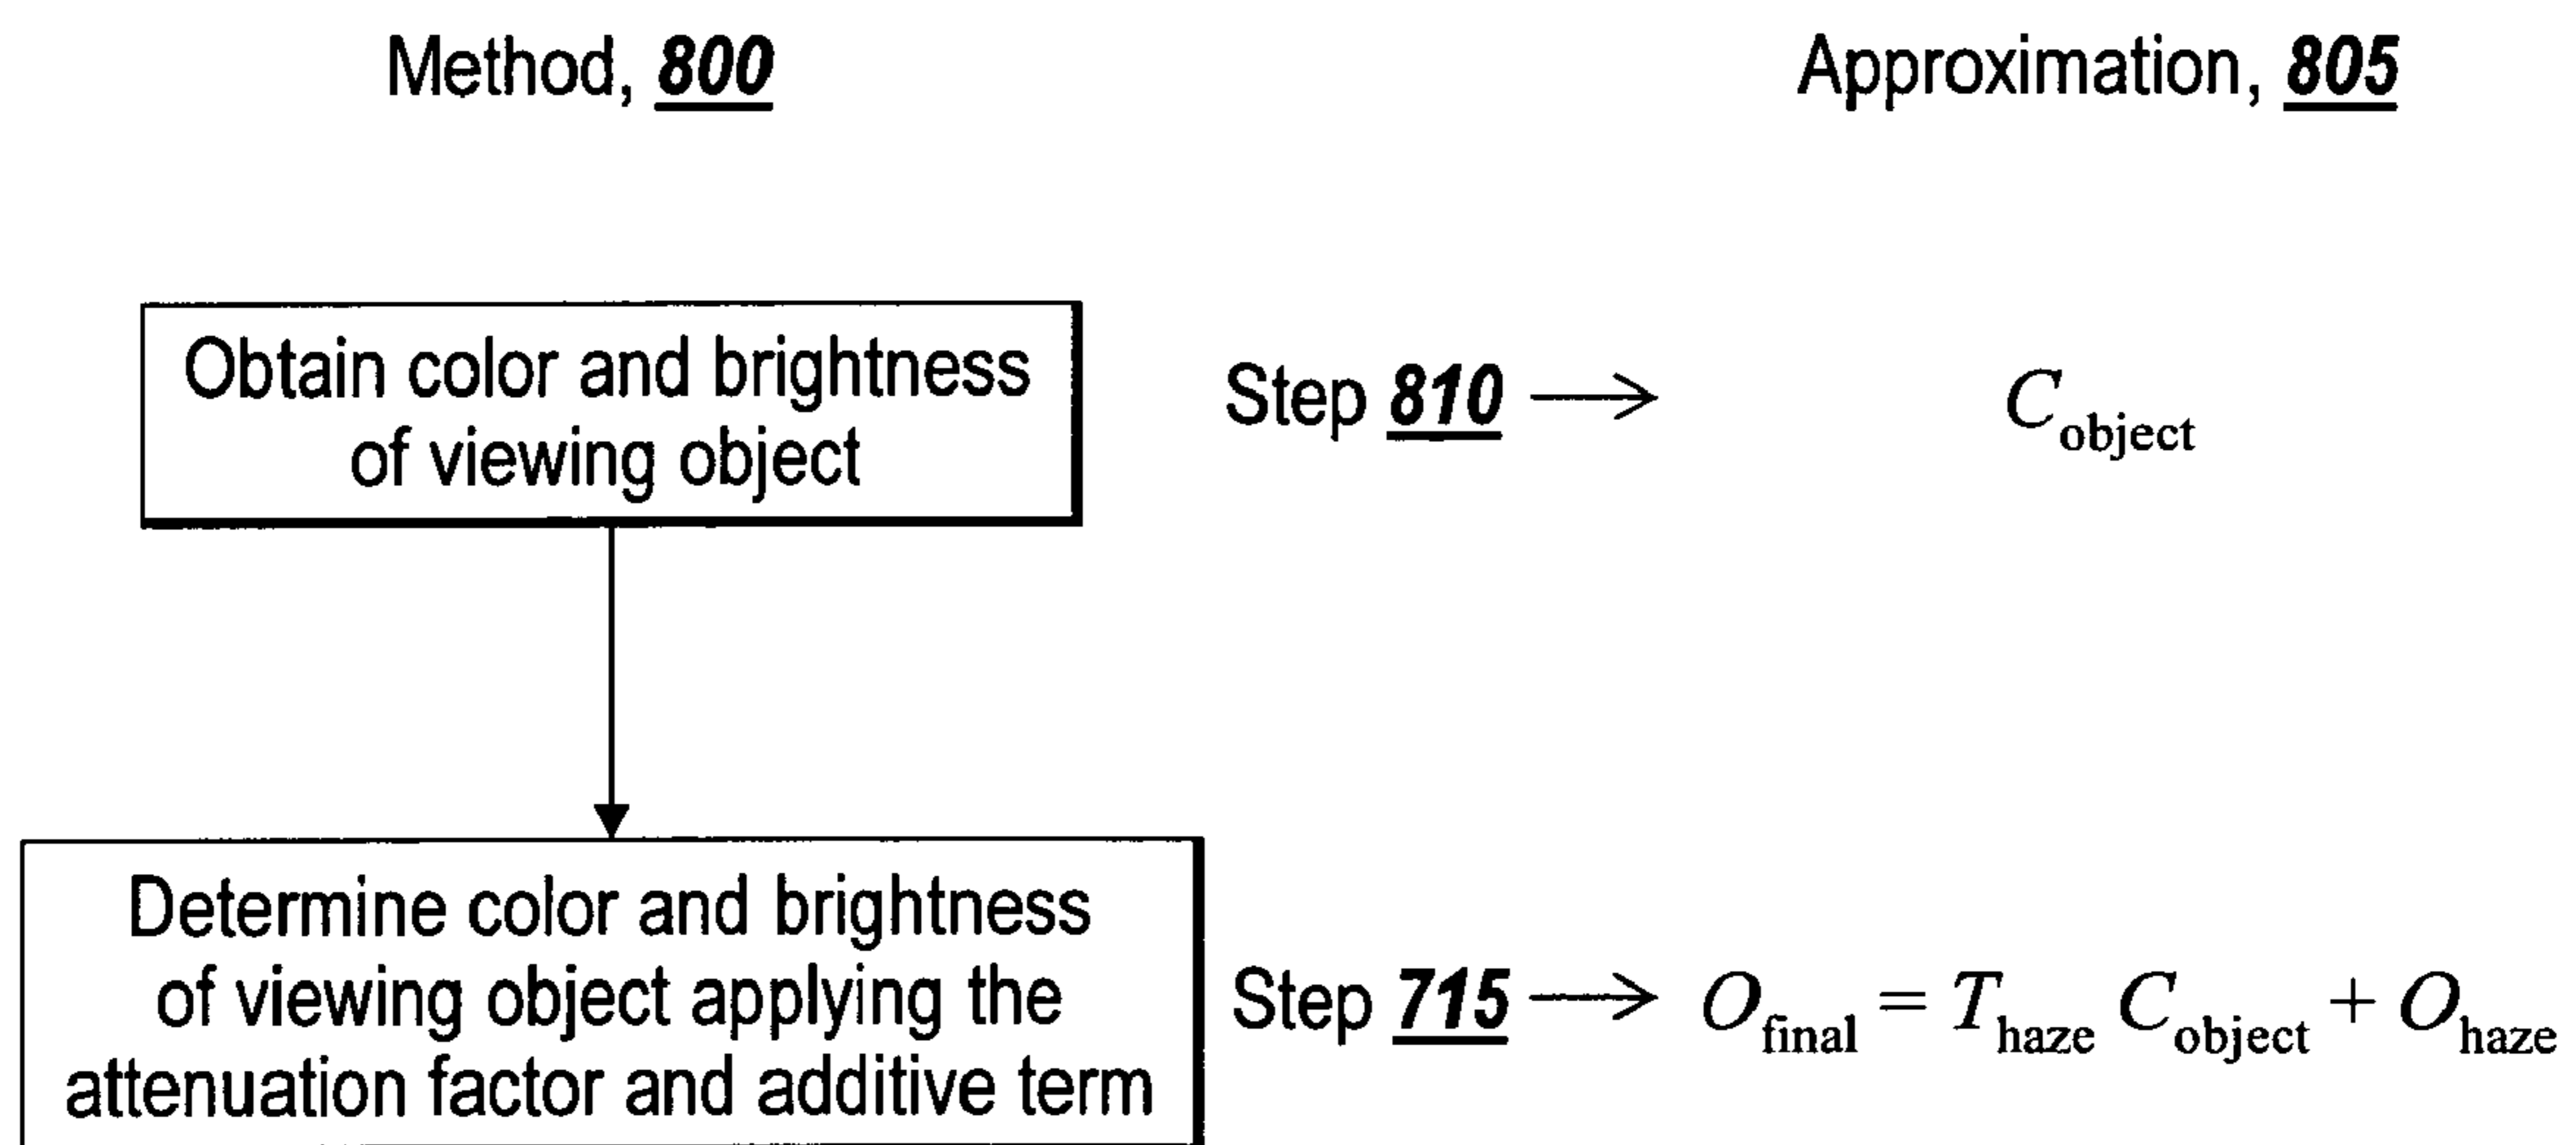 Method, 800
Approximation, 805
Obtain color and brightness
of viewing object
Step 810 →
C_object
Determine color and brightness
of viewing object applying the
attenuation factor and additive term
Step 715 →
O_final = T_haze C_object + O_haze